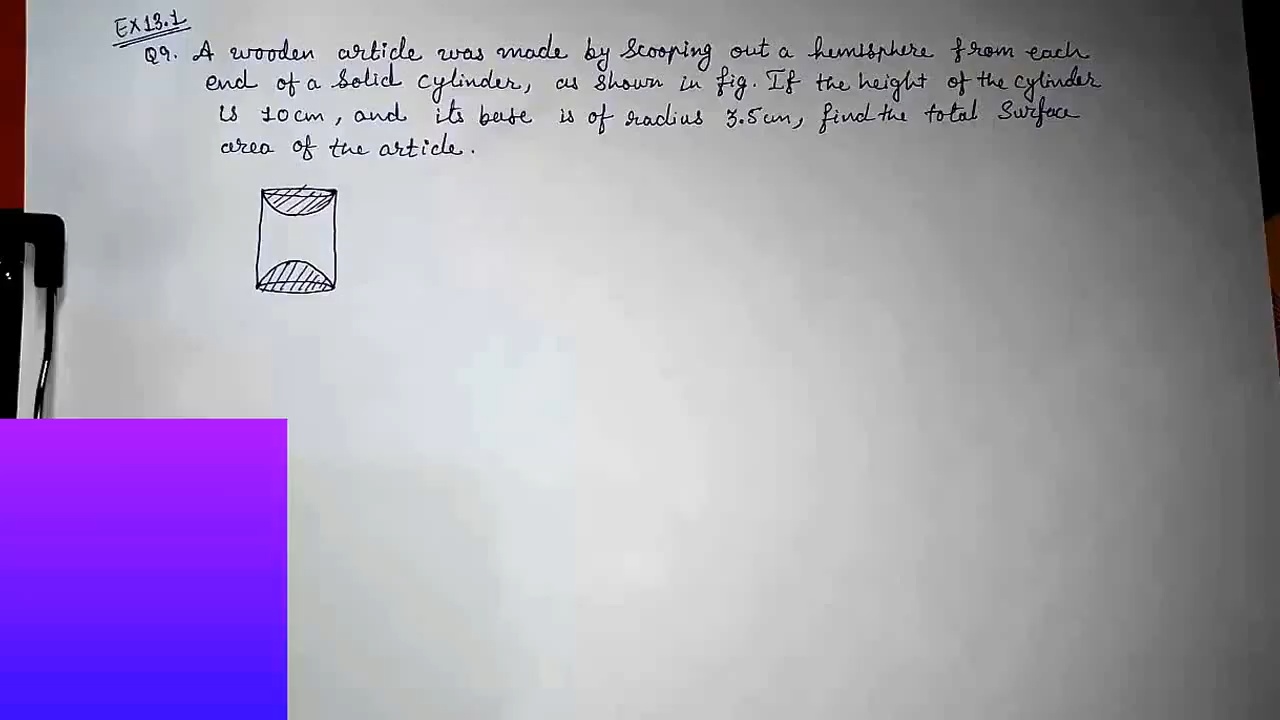 EX13.1
Q9. A wooden article was made by scooping out a hemisphere from each
end of a solid cylinder, as shown in fig. If the height of the cylinder
is 10cm, and its base is of radius 3.5cm, find the total surface
area of the article.